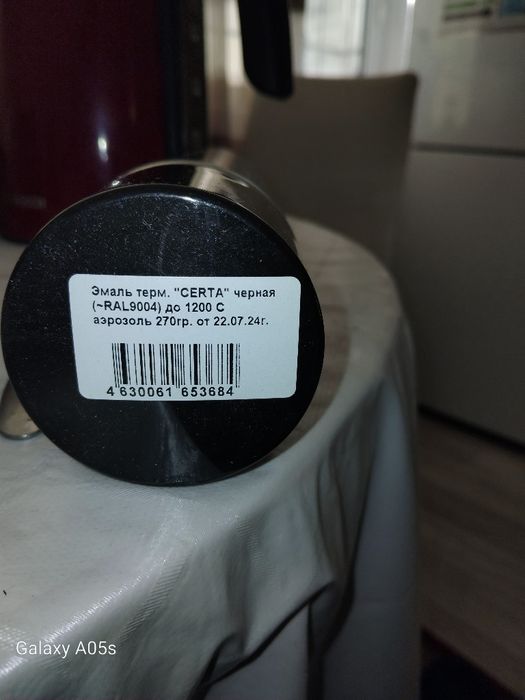 Эмаль терм. "CERTA" черная
(~RAL9004) до 1200 С
аэрозоль 270гр. от 22.07.24г.
4 630061 653684
Galaxy A05s